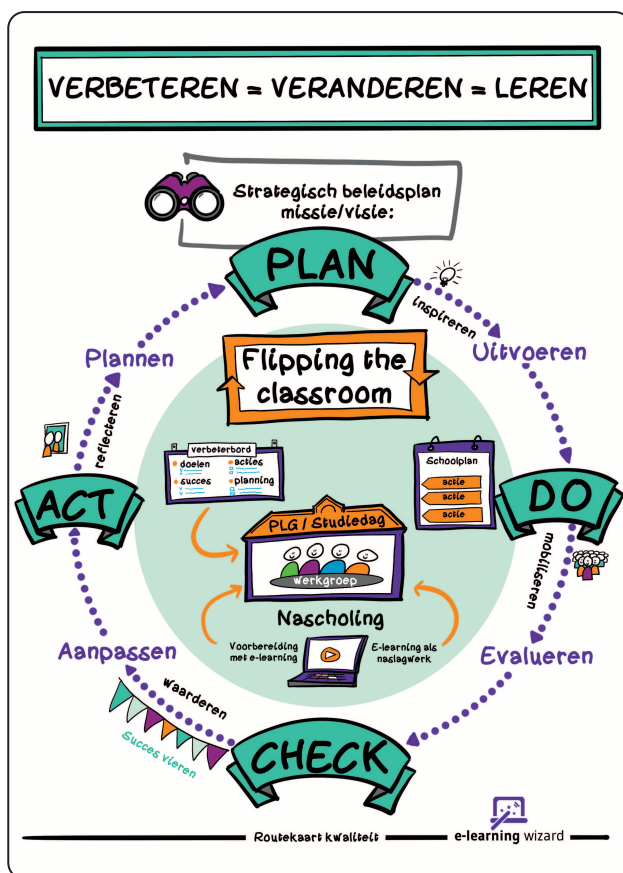 VERBETEREN = VERANDEREN = LEREN
Strategisch beleidsplan
missie/visie:
PLAN
inspireren
Uitvoeren
DO
mobiliseren
Evalueren
CHECK
waarderen
Succes vieren
Aanpassen
ACT
reflecteren
Plannen
Flipping the
classroom
verbeterbord
doelen
acties
succes
planning
Schoolplan
actie
actie
actie
PLG / Studiedag
werkgroep
Nascholing
Voorbereiding
met e-learning
E-learning als
naslagwerk
Routekaart kwaliteit
e-learning wizard